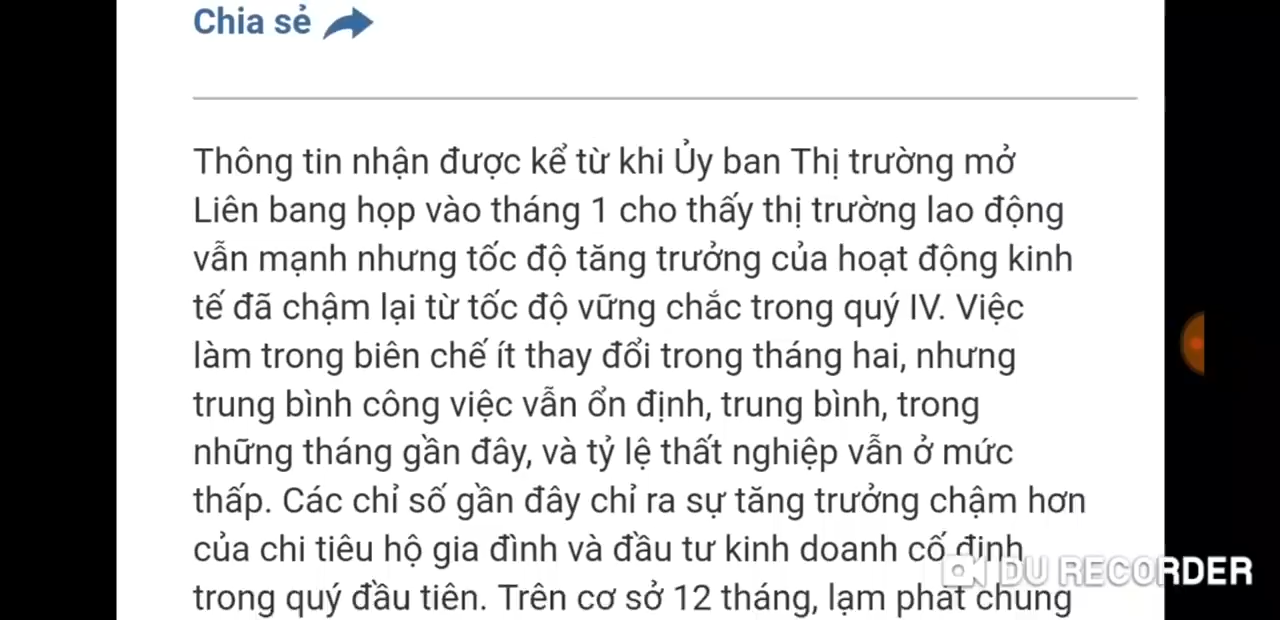 Chia sẻ
Thông tin nhận được kể từ khi Ủy ban Thị trường mở
Liên bang họp vào tháng 1 cho thấy thị trường lao động
vẫn mạnh nhưng tốc độ tăng trưởng của hoạt động kinh
tế đã chậm lại từ tốc độ vững chắc trong quý IV. Việc
làm trong biên chế ít thay đổi trong tháng hai, nhưng
trung bình công việc vẫn ổn định, trung bình, trong
những tháng gần đây, và tỷ lệ thất nghiệp vẫn ở mức
thấp. Các chỉ số gần đây chỉ ra sự tăng trưởng chậm hơn
của chi tiêu hộ gia đình và đầu tư kinh doanh cố định
trong quý đầu tiên. Trên cơ sở 12 tháng, lạm phát chung
DU RECORDER